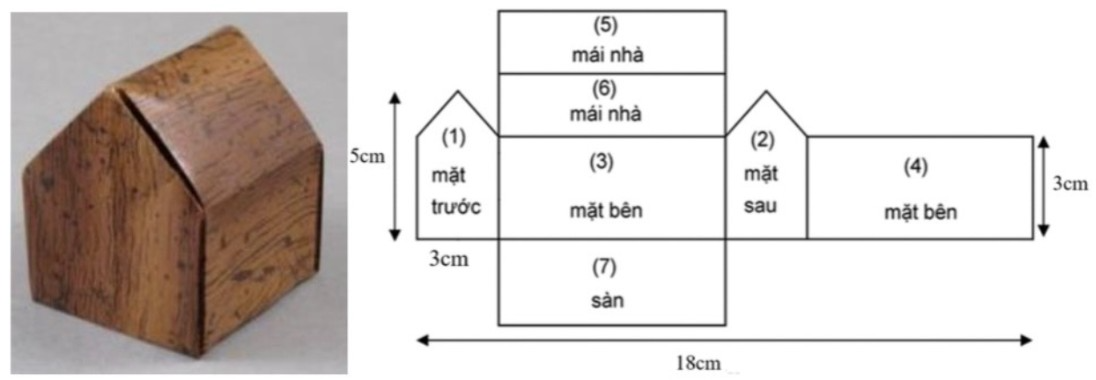 (5)
mái nhà
(6)
mái nhà
(1)
mặt
trước
(3)
mặt bên
(2)
mặt
sau
(4)
mặt bên
5cm
3cm
3cm
(7)
sàn
18cm